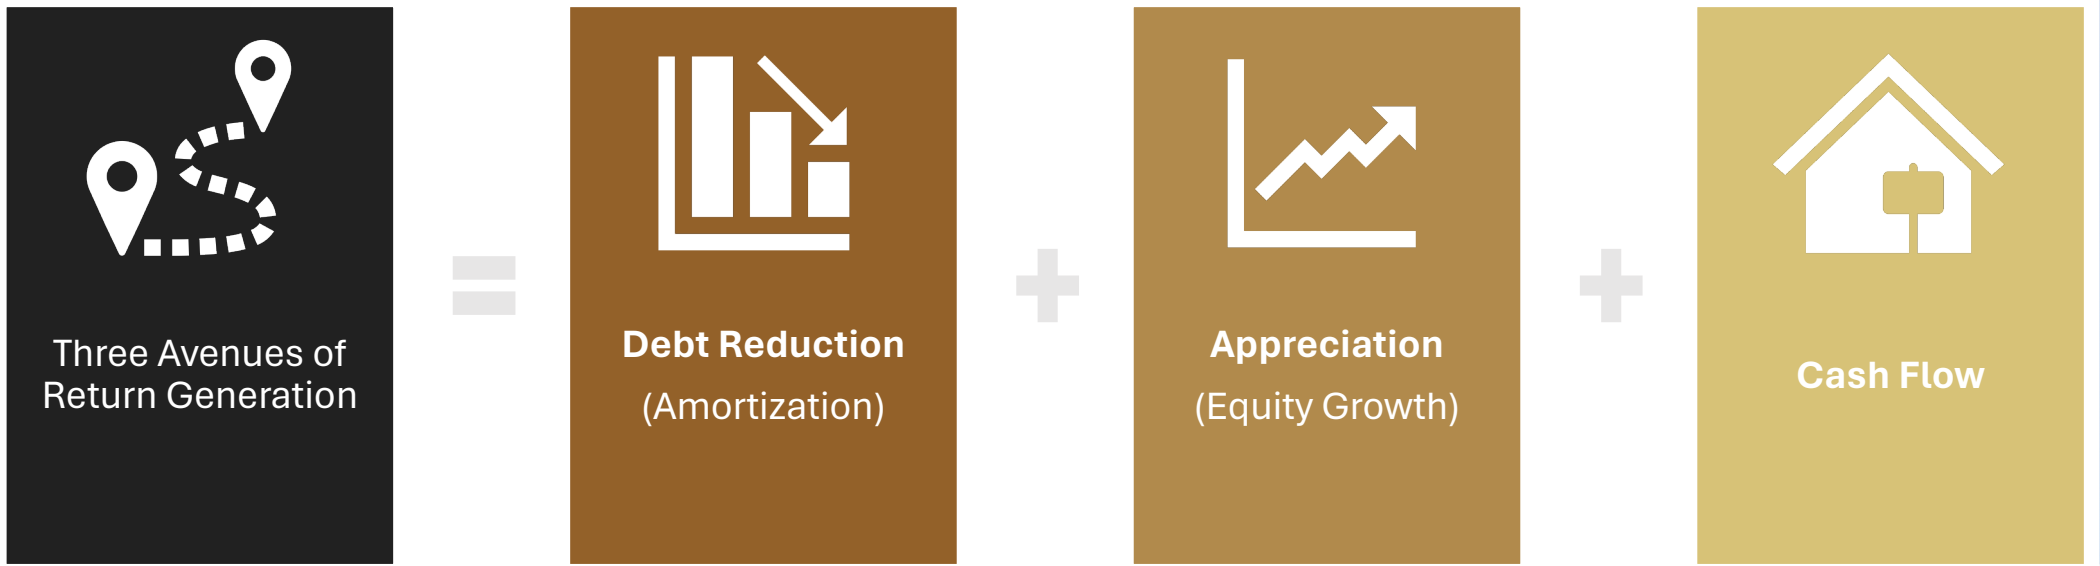 Three Avenues of
Return Generation
=
Debt Reduction
(Amortization)
+
Appreciation
(Equity Growth)
+
Cash Flow